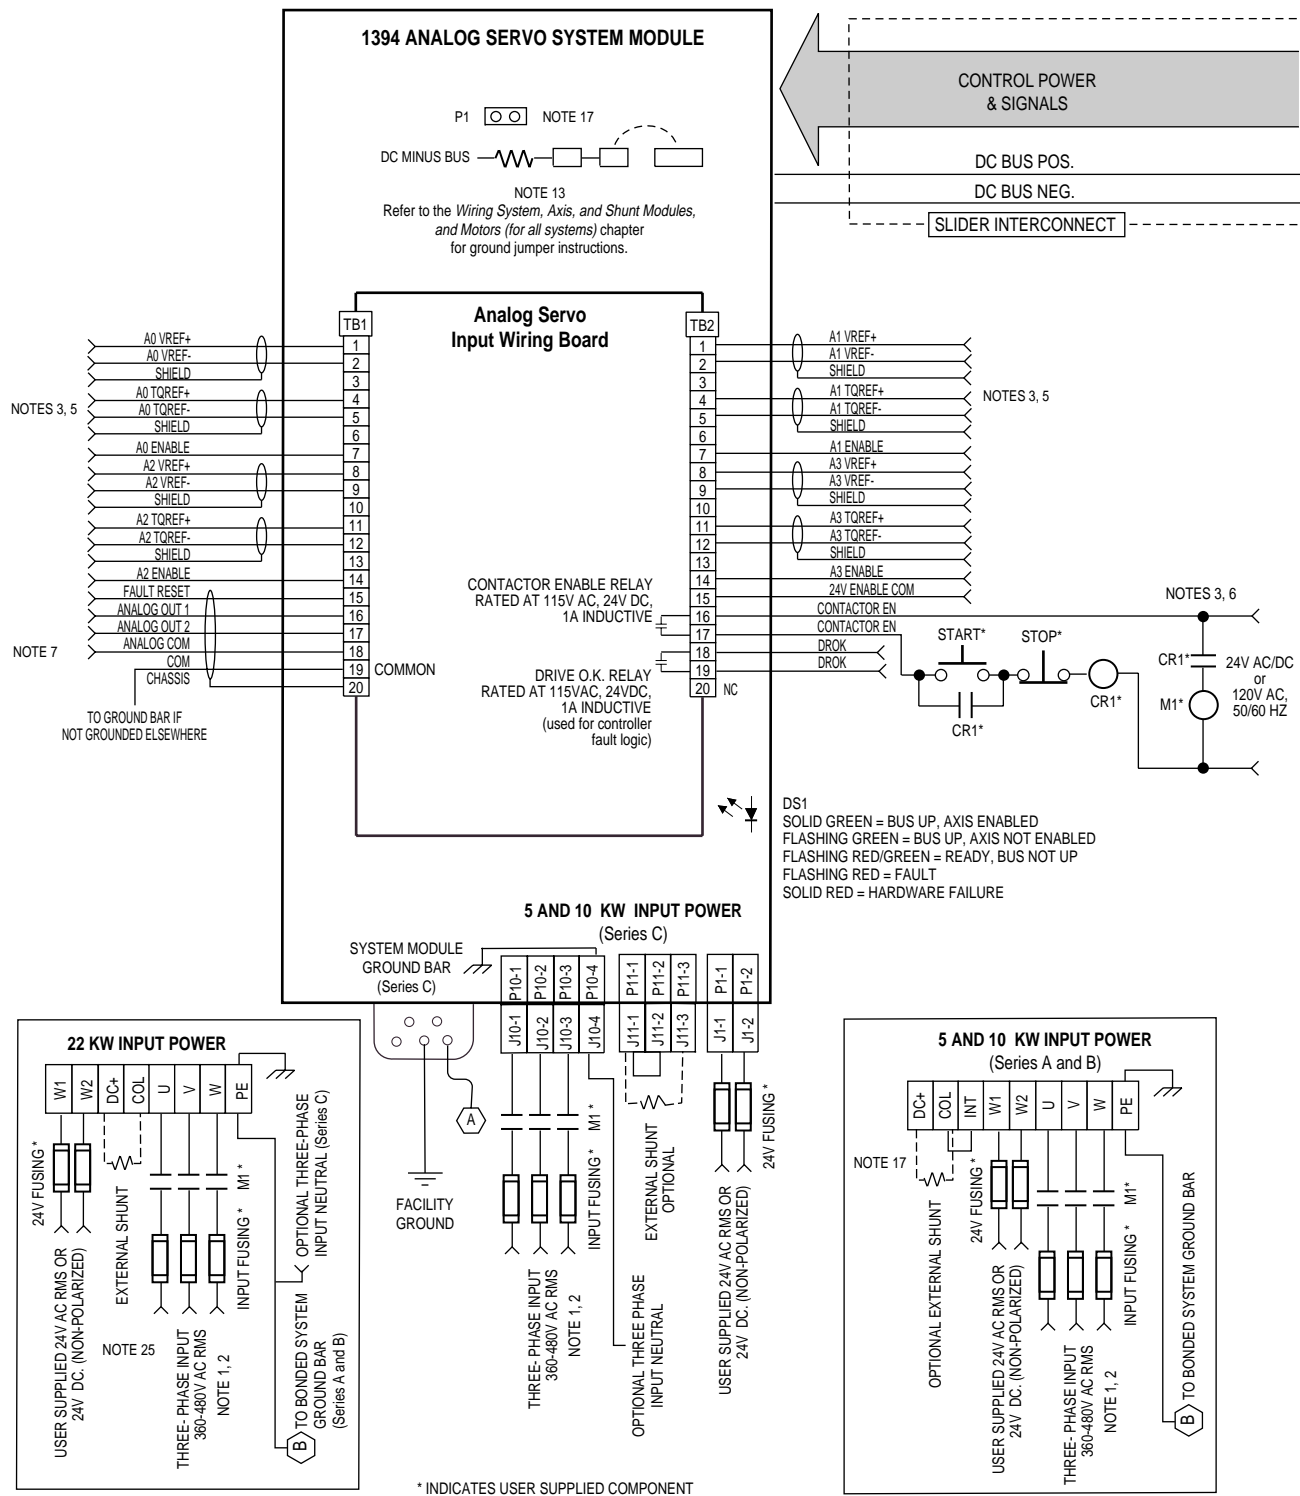 1394 ANALOG SERVO SYSTEM MODULE
P1
NOTE 17
DC MINUS BUS
NOTE 13
Refer to the Wiring System, Axis, and Shunt Modules,
and Motors (for all systems) chapter
for ground jumper instructions.
CONTROL POWER
& SIGNALS
DC BUS POS.
DC BUS NEG.
SLIDER INTERCONNECT
Analog Servo
Input Wiring Board
TB1
1
2
3
4
5
6
7
8
9
10
11
12
13
14
15
16
17
18
19
20
COMMON
A0 VREF+
A0 VREF-
SHIELD
A0 TQREF+
A0 TQREF-
SHIELD
A0 ENABLE
A2 VREF+
A2 VREF-
SHIELD
A2 TQREF+
A2 TQREF-
SHIELD
A2 ENABLE
FAULT RESET
ANALOG OUT 1
ANALOG OUT 2
ANALOG COM
COM
CHASSIS
NOTES 3, 5
NOTE 7
TO GROUND BAR IF
NOT GROUNDED ELSEWHERE
TB2
1
2
3
4
5
6
7
8
9
10
11
12
13
14
15
16
17
18
19
20
NC
A1 VREF+
A1 VREF-
SHIELD
A1 TQREF+
A1 TQREF-
SHIELD
A1 ENABLE
A3 VREF+
A3 VREF-
SHIELD
A3 TQREF+
A3 TQREF-
SHIELD
A3 ENABLE
24V ENABLE COM
CONTACTOR EN
CONTACTOR EN
DROK
DROK
NOTES 3, 5
CONTACTOR ENABLE RELAY
RATED AT 115V AC, 24V DC,
1A INDUCTIVE
DRIVE O.K. RELAY
RATED AT 115VAC, 24VDC,
1A INDUCTIVE
(used for controller
fault logic)
NOTES 3, 6
START*
STOP*
CR1*
CR1*
CR1*
M1*
24V AC/DC
or
120V AC,
50/60 HZ
DS1
SOLID GREEN = BUS UP, AXIS ENABLED
FLASHING GREEN = BUS UP, AXIS NOT ENABLED
FLASHING RED/GREEN = READY, BUS NOT UP
FLASHING RED = FAULT
SOLID RED = HARDWARE FAILURE
5 AND 10 KW INPUT POWER
(Series C)
SYSTEM MODULE
GROUND BAR
(Series C)
P10-1
P10-2
P10-3
P10-4
P11-1
P11-2
P11-3
P1-1
P1-2
J10-1
J10-2
J10-3
J10-4
J11-1
J11-2
J11-3
J1-1
J1-2
A
FACILITY
GROUND
M1 *
INPUT FUSING *
THREE- PHASE INPUT
360-480V AC RMS
NOTE 1, 2
EXTERNAL SHUNT
OPTIONAL
OPTIONAL THREE PHASE
INPUT NEUTRAL
24V FUSING *
USER SUPPLIED 24V AC RMS OR
24V DC. (NON-POLARIZED)
22 KW INPUT POWER
W1
W2
DC+
COL
U
V
W
PE
24V FUSING *
USER SUPPLIED 24V AC RMS OR
24V DC. (NON-POLARIZED)
EXTERNAL SHUNT
NOTE 25
M1 *
INPUT FUSING *
THREE- PHASE INPUT
360-480V AC RMS
NOTE 1, 2
OPTIONAL THREE-PHASE
INPUT NEUTRAL (Series C)
B
TO BONDED SYSTEM
GROUND BAR
(Series A and B)
5 AND 10 KW INPUT POWER
(Series A and B)
DC+
COL
INT
W1
W2
U
V
W
PE
NOTE 17
OPTIONAL EXTERNAL SHUNT
24V FUSING *
USER SUPPLIED 24V AC RMS OR
24V DC. (NON-POLARIZED)
M1*
INPUT FUSING *
THREE- PHASE INPUT
360-480V AC RMS
NOTE 1, 2
B
TO BONDED SYSTEM GROUND BAR
* INDICATES USER SUPPLIED COMPONENT